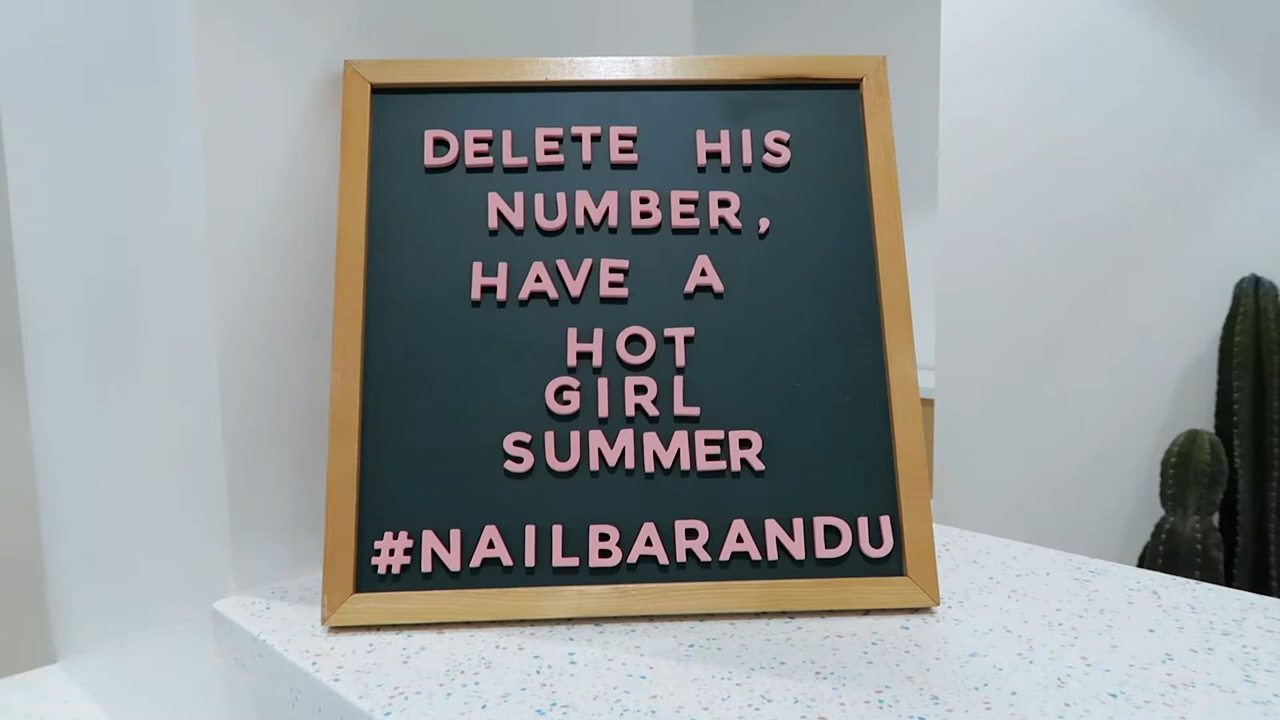 DELETE HIS
NUMBER,
HAVE A
HOT
GIRL
SUMMER
#NAILBARANDU